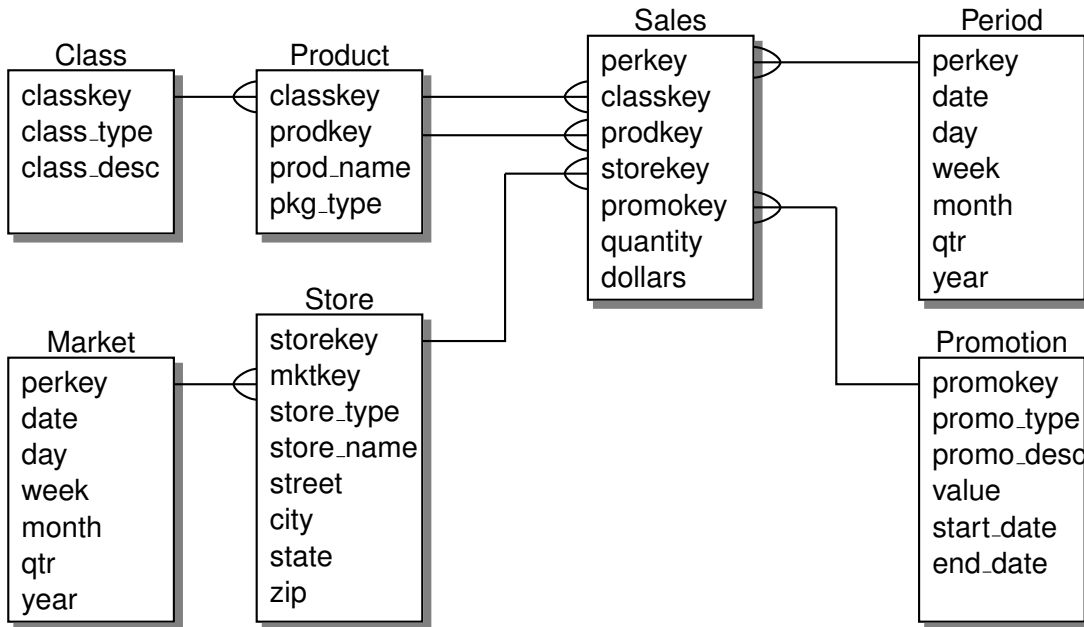 Class
classkey
class_type
class_desc
Product
classkey
prodkey
prod_name
pkg_type
Sales
perkey
classkey
prodkey
storekey
promokey
quantity
dollars
Period
perkey
date
day
week
month
qtr
year
Market
perkey
date
day
week
month
qtr
year
Store
storekey
mktkey
store_type
store_name
street
city
state
zip
Promotion
promokey
promo_type
promo_desc
value
start_date
end_date